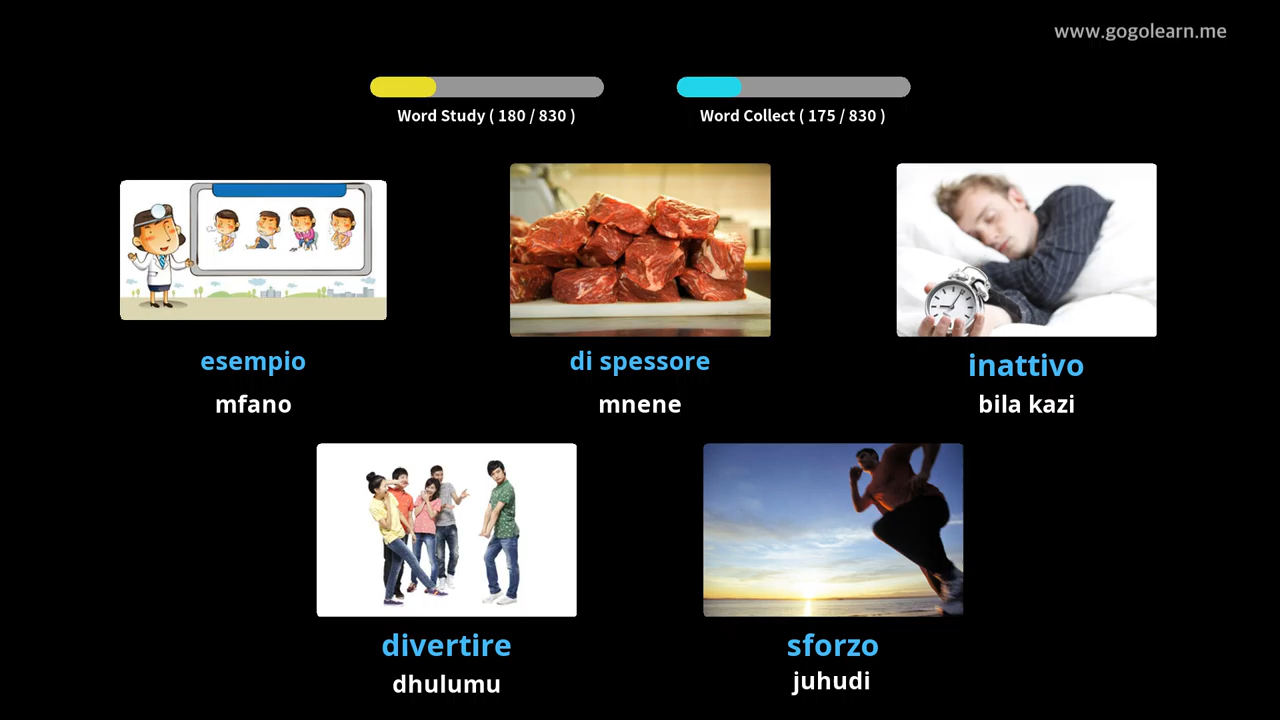 www.gogolearn.me
Word Study ( 180 / 830 )
Word Collect ( 175 / 830 )
esempio
mfano
di spessore
mnene
inattivo
bila kazi
divertire
dhulumu
sforzo
juhudi